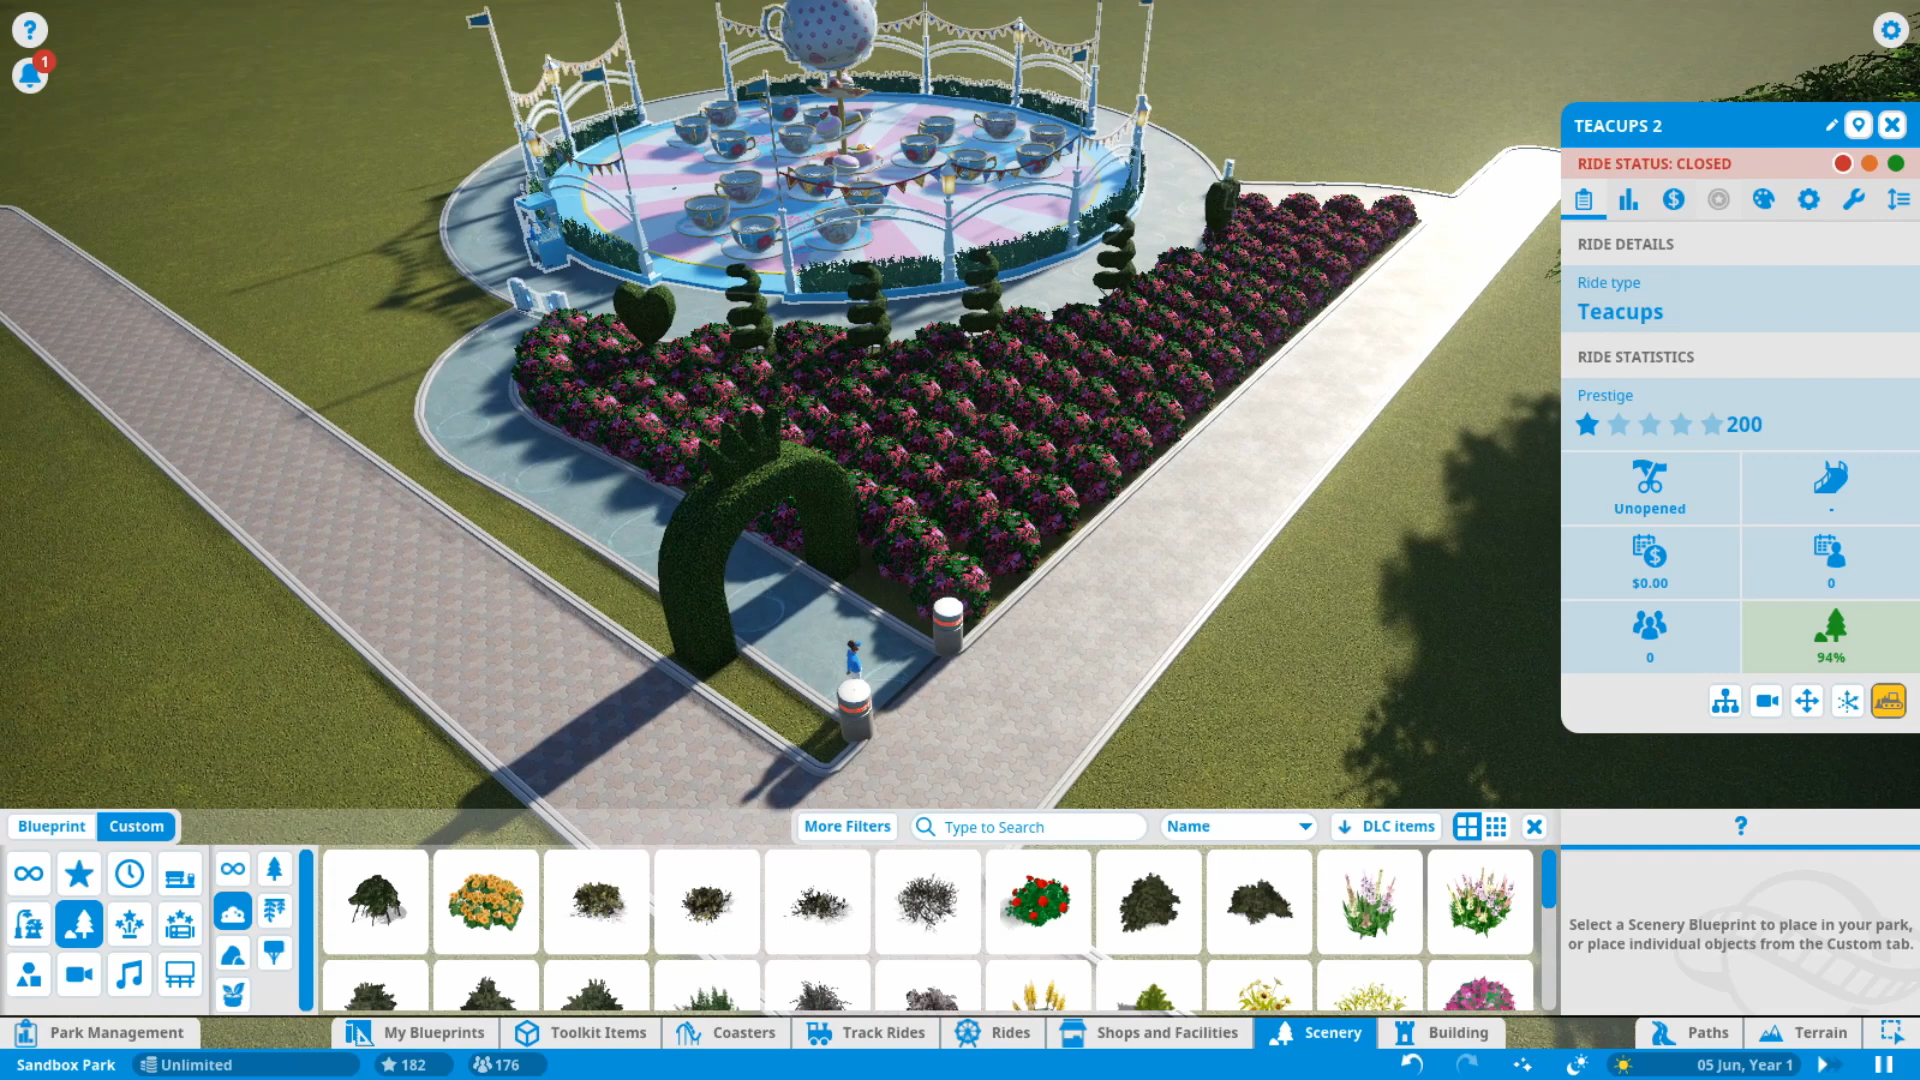 ?
1
TEACUPS 2
RIDE STATUS: CLOSED
RIDE DETAILS
Ride type
Teacups
RIDE STATISTICS
Prestige
200
Unopened
-
$0.00
0
0
94%
Blueprint
Custom
More Filters
Type to Search
Name
DLC items
?
Select a Scenery Blueprint to place in your park,
or place individual objects from the Custom tab.
Park Management
My Blueprints
Toolkit Items
Coasters
Track Rides
Rides
Shops and Facilities
Scenery
Building
Paths
Terrain
Sandbox Park
Unlimited
182
176
05 Jun, Year 1